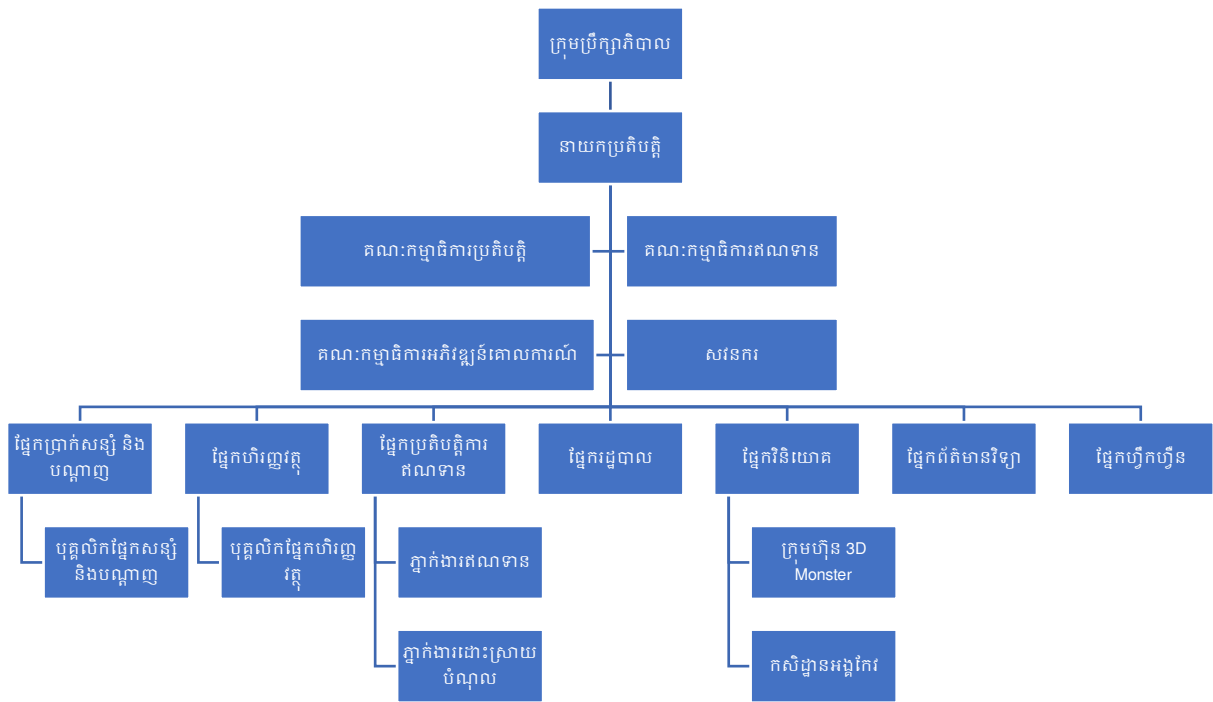 ក្រុមប្រឹក្សាភិបាល
នាយកប្រតិបត្តិ
គណៈកម្មាធិការប្រតិបត្តិ
គណៈកម្មាធិការឥណទាន
គណៈកម្មាធិការអភិវឌ្ឍន៍គោលការណ៍
សវនករ
ផ្នែកប្រាក់សន្សំ និង
បណ្តាញ
ផ្នែកហិរញ្ញវត្ថុ
ផ្នែកប្រតិបត្តិការ
ឥណទាន
ផ្នែករដ្ឋបាល
ផ្នែកវិនិយោគ
ផ្នែកព័ត៌មានវិទ្យា
ផ្នែកហ្វឹកហ្វឺន
បុគ្គលិកផ្នែកសន្សំ
និងបណ្តាញ
បុគ្គលិកផ្នែកហិរញ្ញ
វត្ថុ
ភ្នាក់ងារឥណទាន
ក្រុមហ៊ុន 3D
Monster
ភ្នាក់ងារដោះស្រាយ
បំណុល
កសិដ្ឋានអង្គកែវ